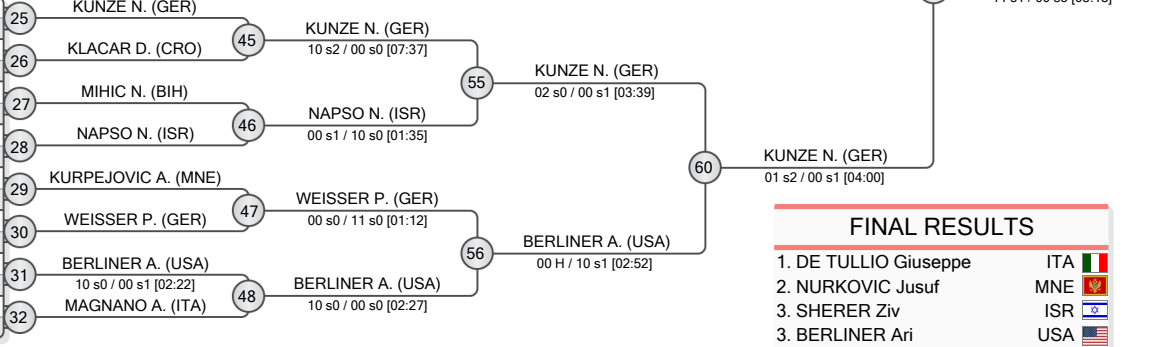 KUNZE N. (GER)
25
45
KUNZE N. (GER)
10 s2 / 00 s0 [07:37]
26
KLACAR D. (CRO)
55
KUNZE N. (GER)
02 s0 / 00 s1 [03:39]
27
MIHIC N. (BIH)
46
NAPSO N. (ISR)
00 s1 / 10 s0 [01:35]
28
NAPSO N. (ISR)
60
KUNZE N. (GER)
01 s2 / 00 s1 [04:00]
29
KURPEJOVIC A. (MNE)
47
WEISSER P. (GER)
00 s0 / 11 s0 [01:12]
30
WEISSER P. (GER)
56
BERLINER A. (USA)
00 H / 10 s1 [02:52]
31
BERLINER A. (USA)
10 s0 / 00 s1 [02:22]
48
BERLINER A. (USA)
10 s0 / 00 s0 [02:27]
32
MAGNANO A. (ITA)
FINAL RESULTS
1. DE TULLIO Giuseppe ITA
2. NURKOVIC Jusuf MNE
3. SHERER Ziv ISR
3. BERLINER Ari USA